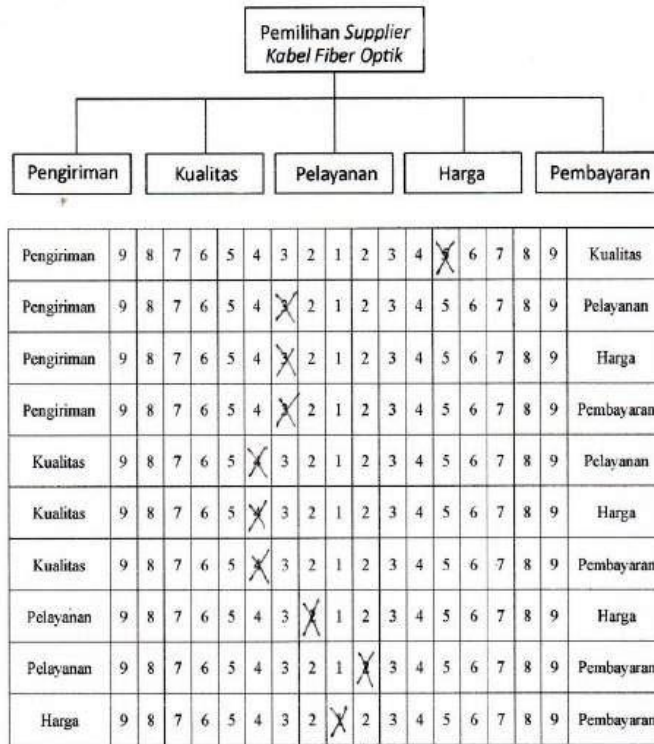 Pemilihan Supplier
Kabel Fiber Optik
Pengiriman Kualitas Pelayanan Harga Pembayaran
Pengiriman 9 8 7 6 5 4 3 2 1 2 3 4 5 6 7 8 9 Kualitas
Pengiriman 9 8 7 6 5 4 3 2 1 2 3 4 5 6 7 8 9 Pelayanan
Pengiriman 9 8 7 6 5 4 3 2 1 2 3 4 5 6 7 8 9 Harga
Pengiriman 9 8 7 6 5 4 3 2 1 2 3 4 5 6 7 8 9 Pembayaran
Kualitas 9 8 7 6 5 4 3 2 1 2 3 4 5 6 7 8 9 Pelayanan
Kualitas 9 8 7 6 5 4 3 2 1 2 3 4 5 6 7 8 9 Harga
Kualitas 9 8 7 6 5 4 3 2 1 2 3 4 5 6 7 8 9 Pembayaran
Pelayanan 9 8 7 6 5 4 3 2 1 2 3 4 5 6 7 8 9 Harga
Pelayanan 9 8 7 6 5 4 3 2 1 2 3 4 5 6 7 8 9 Pembayaran
Harga 9 8 7 6 5 4 3 2 1 2 3 4 5 6 7 8 9 Pembayaran